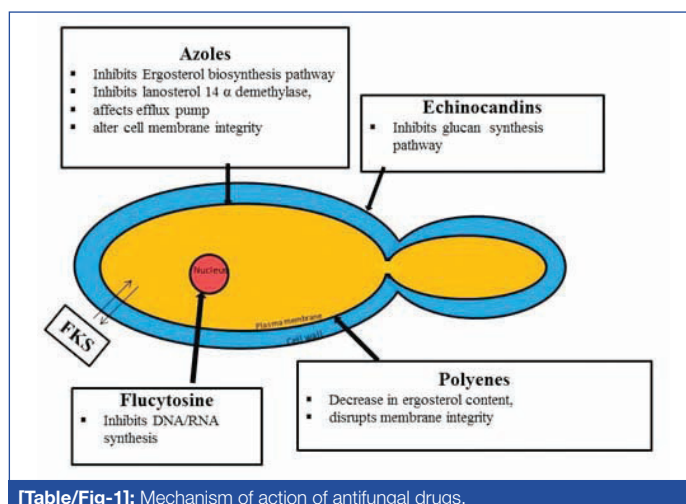 Azoles
▪ Inhibits Ergosterol biosynthesis pathway
▪ Inhibits lanosterol 14 α demethylase,
▪ affects efflux pump
▪ alter cell membrane integrity
Echinocandins
▪ Inhibits glucan synthesis
pathway
Nucleus
FKS
Plasma membrane
Cell wall
Flucytosine
▪ Inhibits DNA/RNA
synthesis
Polyenes
▪ Decrease in ergosterol content,
▪ disrupts membrane integrity
[Table/Fig-1]: Mechanism of action of antifungal drugs.